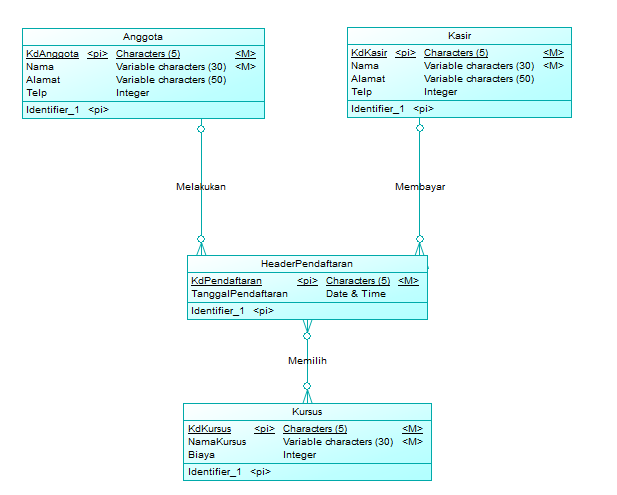 Anggota
KdAnggota <pi> Characters (5) <M>
Nama Variable characters (30) <M>
Alamat Variable characters (50)
Telp Integer
Identifier_1 <pi>
Kasir
KdKasir <pi> Characters (5) <M>
Nama Variable characters (30) <M>
Alamat Variable characters (50)
Telp Integer
Identifier_1 <pi>
Melakukan
Membayar
HeaderPendaftaran
KdPendaftaran <pi> Characters (5) <M>
TanggalPendaftaran Date & Time
Identifier_1 <pi>
Memilih
Kursus
KdKursus <pi> Characters (5) <M>
NamaKursus Variable characters (30) <M>
Biaya Integer
Identifier_1 <pi>